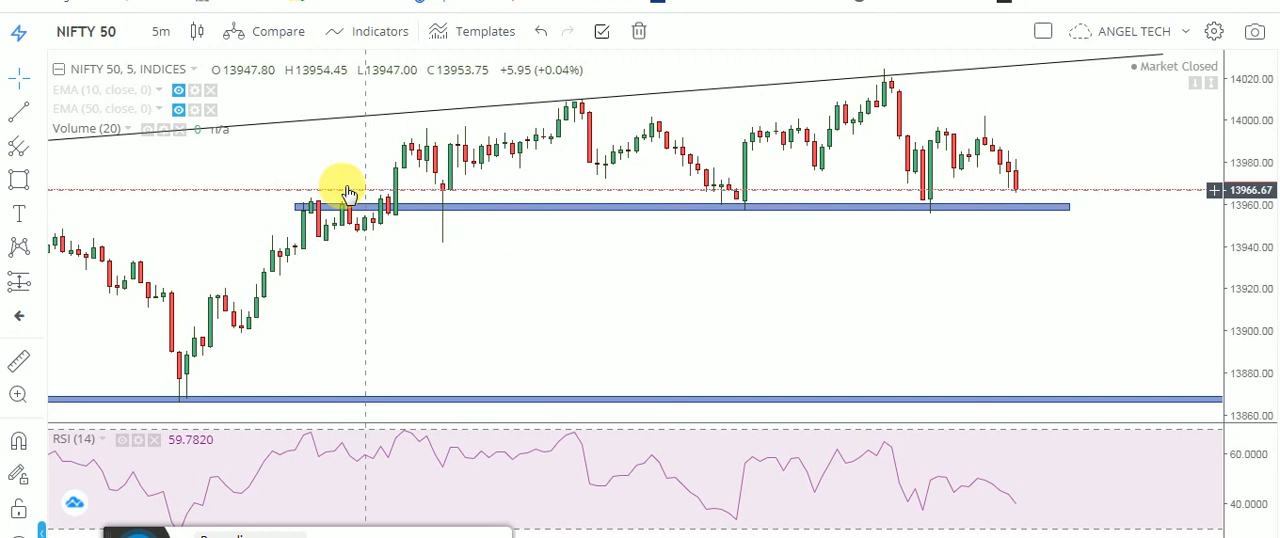 NIFTY 50 5m Compare Indicators Templates ANGEL TECH
NIFTY 50, 5, INDICES O 13947.80 H 13954.45 L 13947.00 C 13953.75 +5.95 (+0.04%)
Market Closed
EMA (10, close, 0)
EMA (50, close, 0)
Volume (20) 0 n/a
14020.00
14000.00
13980.00
13966.67
13960.00
13940.00
13920.00
13900.00
13880.00
13860.00
RSI (14) 59.7820
60.0000
40.0000